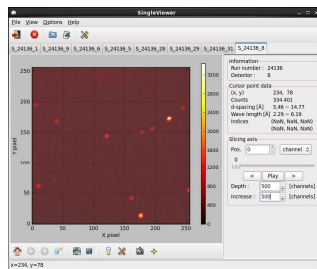 SingleViewer
File View Options Help
S_24136_1 S_24136_9 S_24136_6 S_24136_5 S_24136_28 S_24136_29 S_24136_31 S_24136_8
Information
Run number : 24136
Detector : 8
Cursor point data
(x, y) 234, 78
Counts 334.401
d-spacing [Å] 5.46 ~ 14.77
Wave length [Å] 2.29 ~ 6.19
Indices (NaN, NaN, NaN)
(NaN, NaN, NaN)
Slicing axis
Pos. 0 channel
0
< Play >
Depth : 500 [channels]
Increase : 500 [channels]
250
200
150
100
50
0
Y pixel
0 50 100 150 200 250
X pixel
3200
2800
2400
2000
1600
1200
800
400
0
x=234, y=78